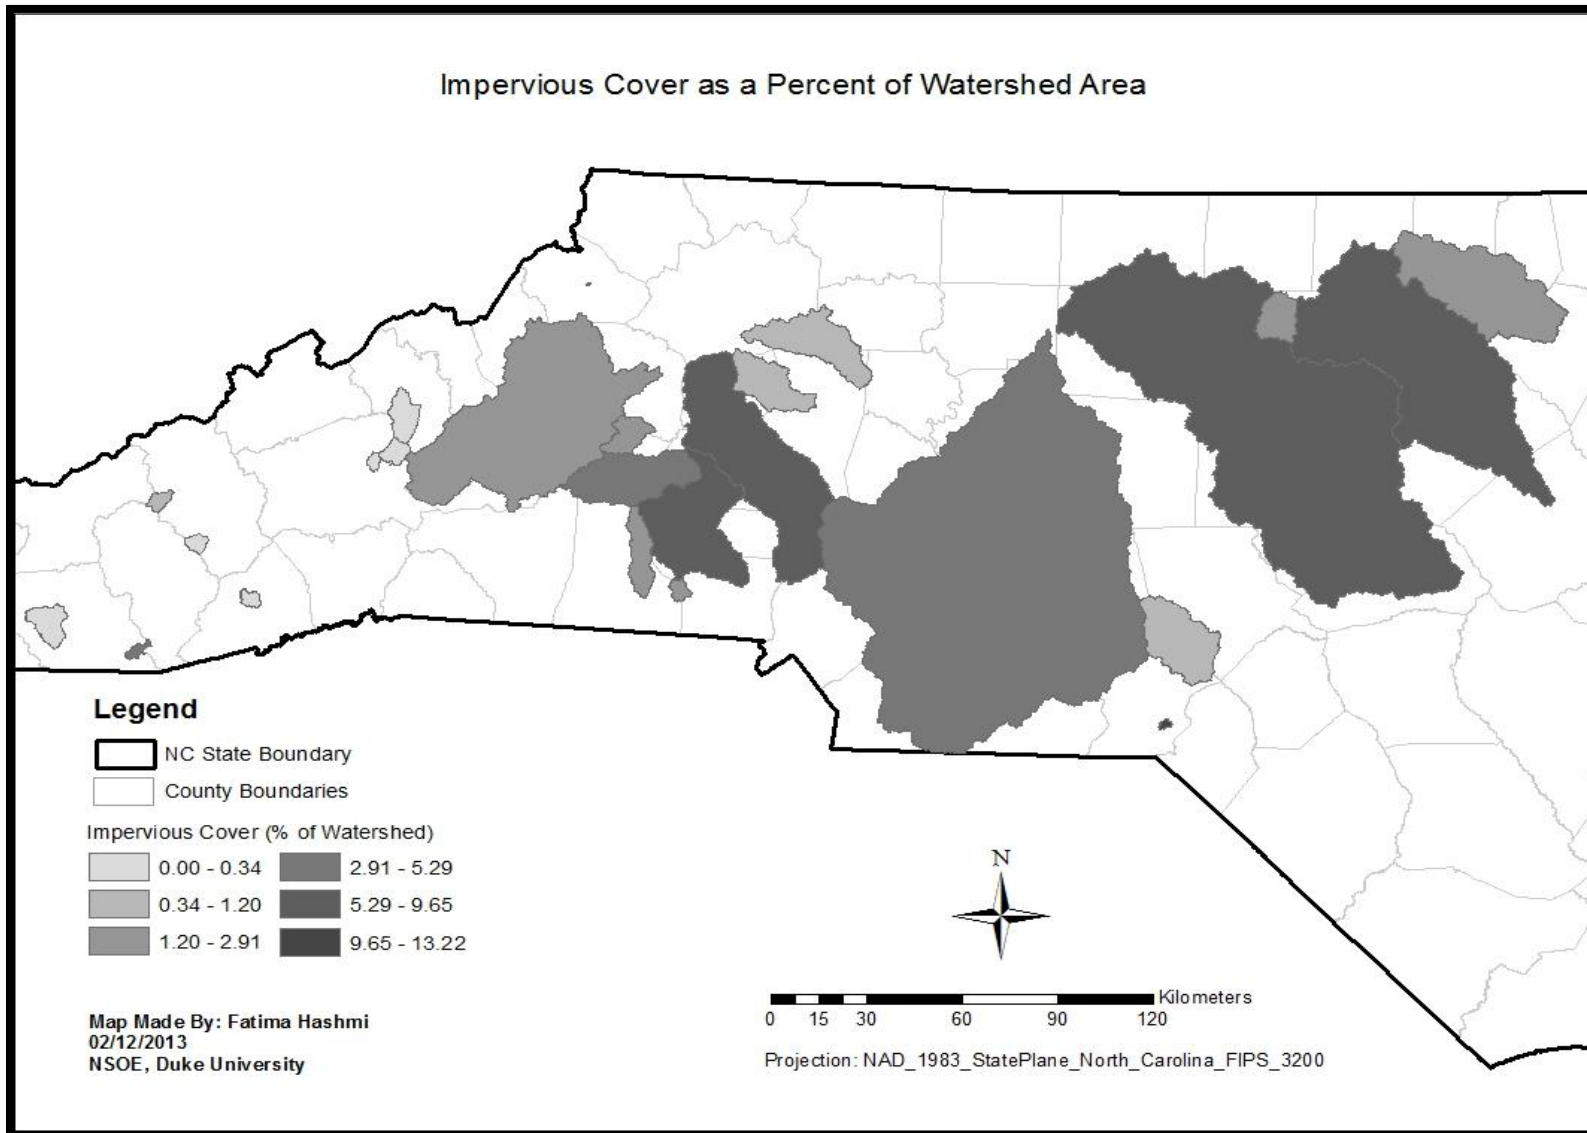 Impervious Cover as a Percent of Watershed Area
Legend
NC State Boundary
County Boundaries
Impervious Cover (% of Watershed)
0.00 - 0.34
2.91 - 5.29
0.34 - 1.20
5.29 - 9.65
1.20 - 2.91
9.65 - 13.22
Map Made By: Fatima Hashmi
02/12/2013
NSOE, Duke University
N
Kilometers
0 15 30 60 90 120
Projection: NAD_1983_StatePlane_North_Carolina_FIPS_3200